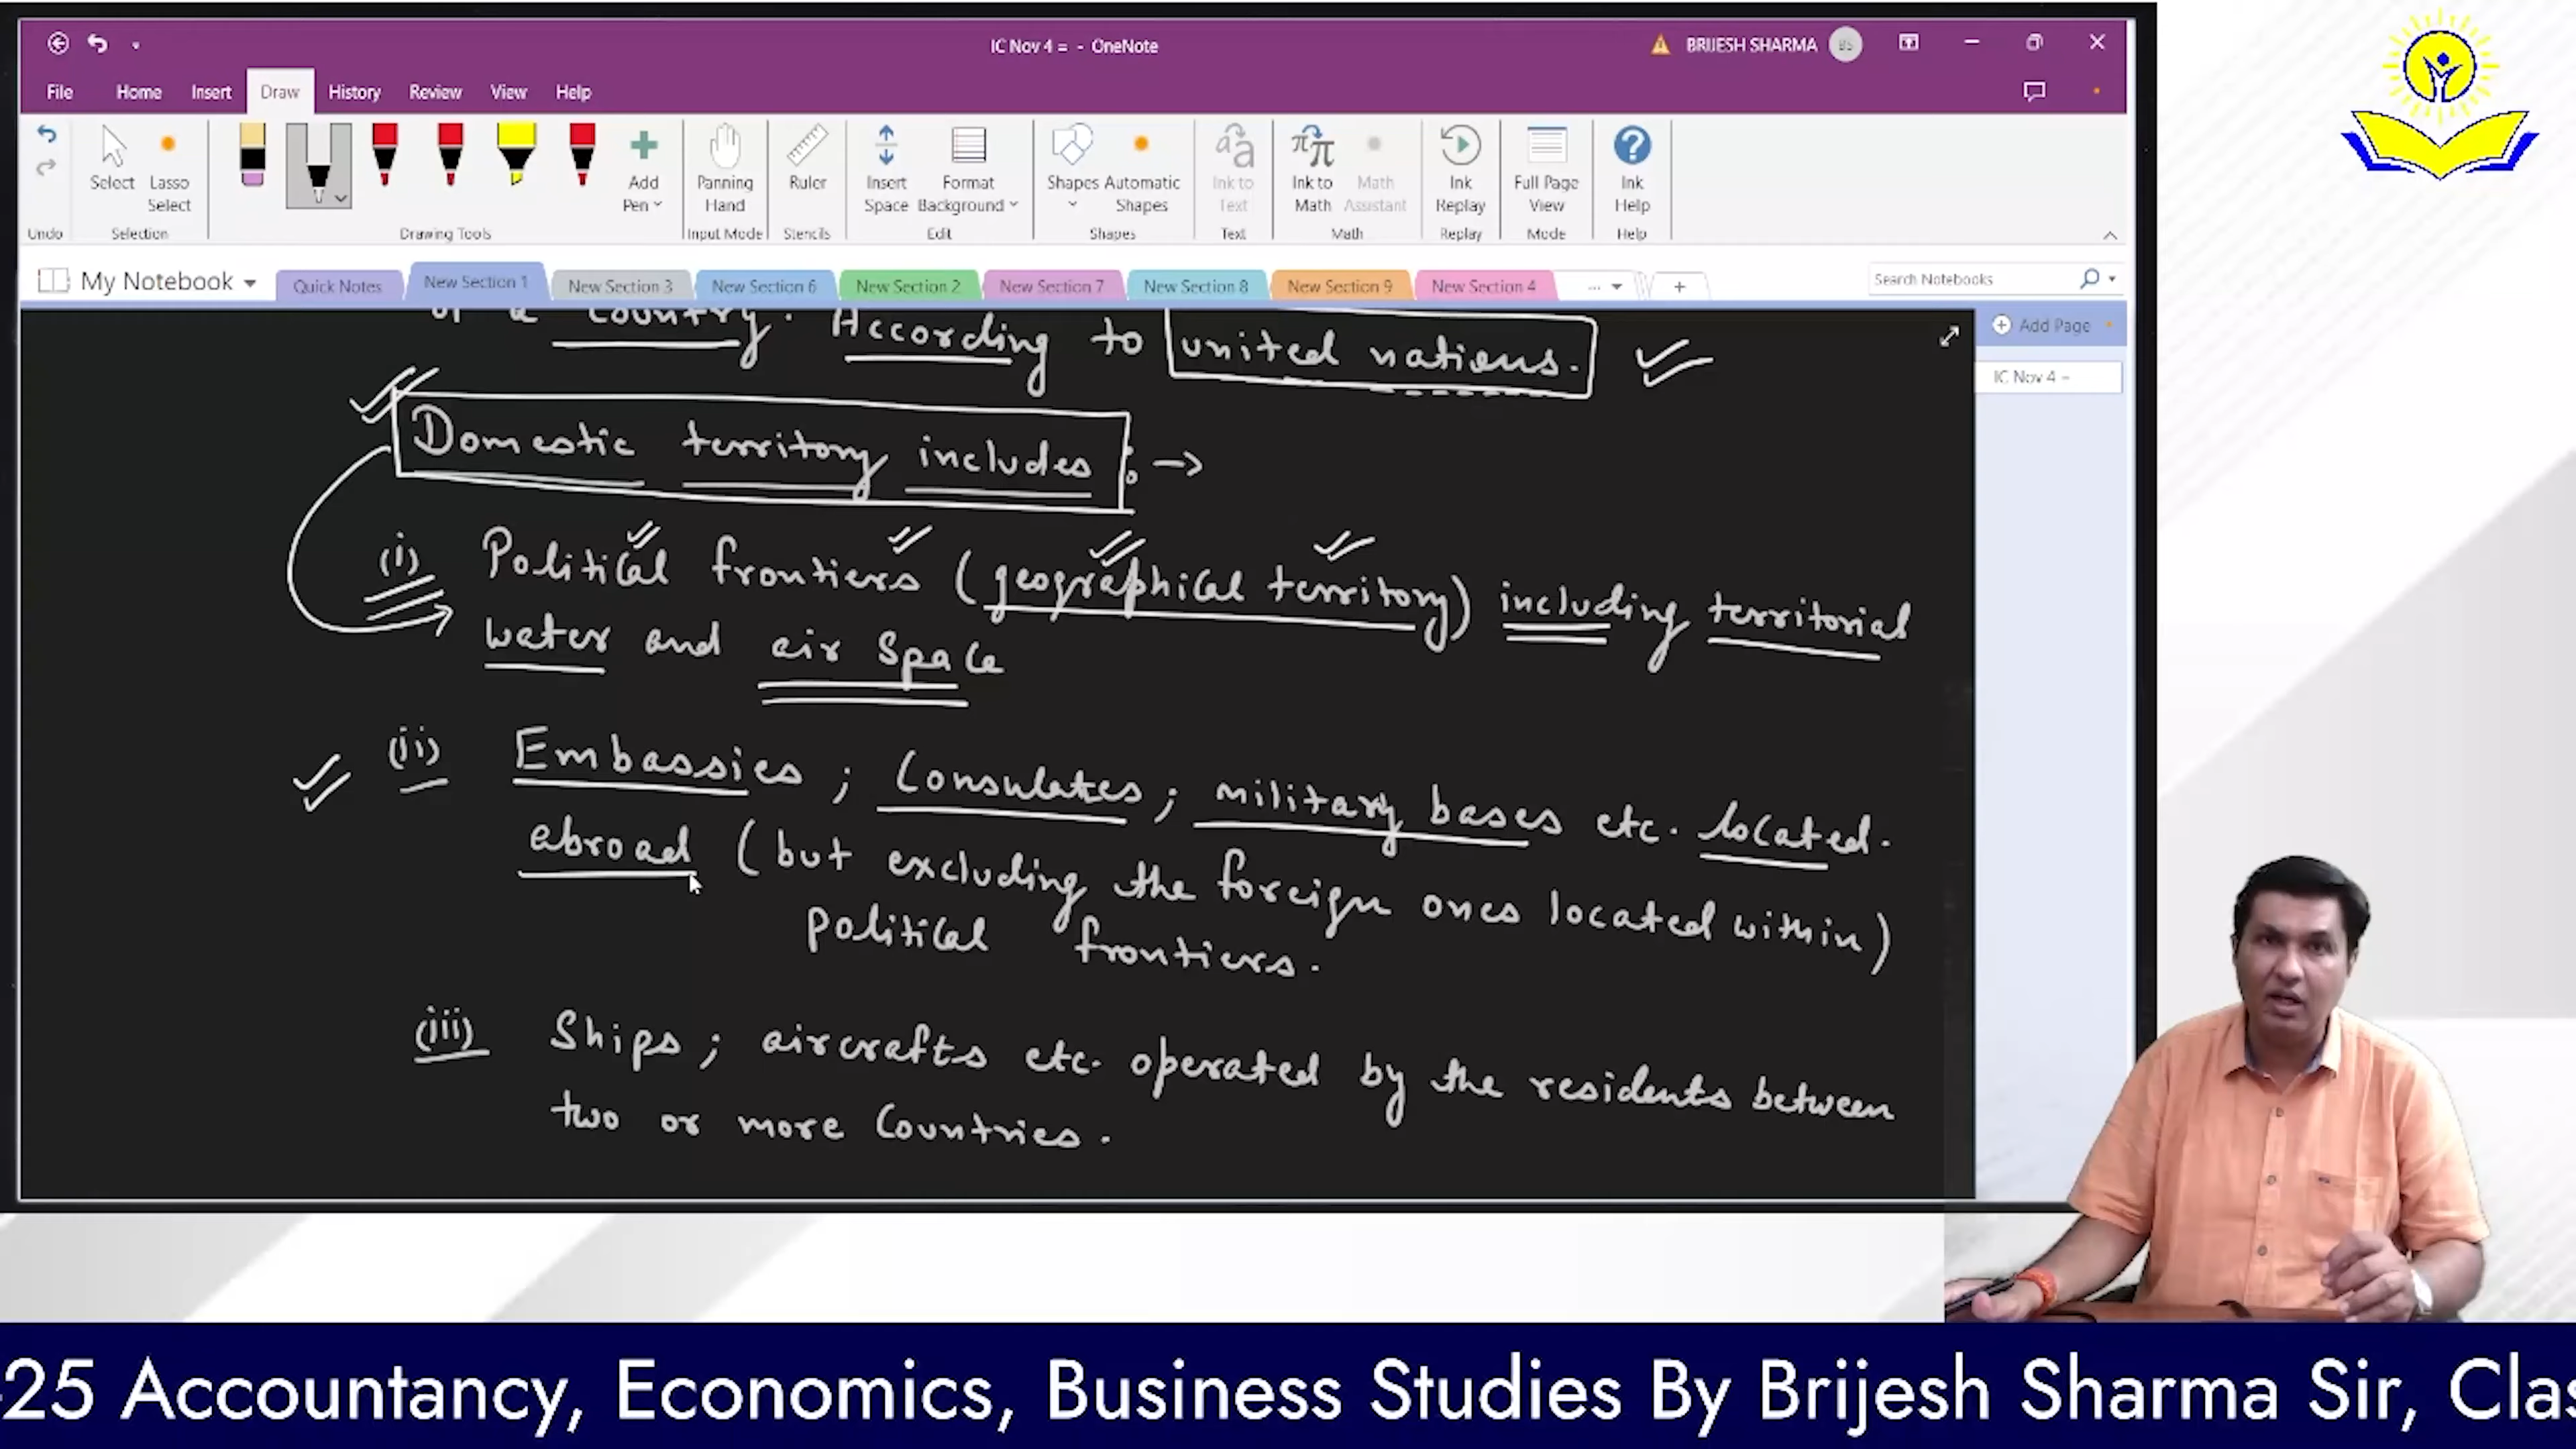 IC Nov 4 = - OneNote
BRIJESH SHARMA
BS
File Home Insert Draw History Review View Help
Select
Lasso Select
Add Pen
Panning Hand
Ruler
Insert Space
Format Background
Shapes
Automatic Shapes
Ink to Text
Ink to Math
Math Assistant
Ink Replay
Full Page View
Ink Help
Undo Selection Drawing Tools Input Mode Stencils Edit Shapes Text Math Replay Mode Help
My Notebook Quick Notes New Section 1 New Section 3 New Section 6 New Section 2 New Section 7 New Section 8 New Section 9 New Section 4 ... + Search Notebooks
Add Page
IC Nov 4 =
of a Country. According to united nations.
Domestic territory includes :→
(i) Political frontiers (geographical territory) including territorial
water and air space
(ii) Embassies ; Consulates ; military bases etc. located.
abroad (but excluding the foreign ones located within)
political frontiers.
(iii) Ships ; aircrafts etc. operated by the residents between
two or more Countries.
-25 Accountancy, Economics, Business Studies By Brijesh Sharma Sir, Clas